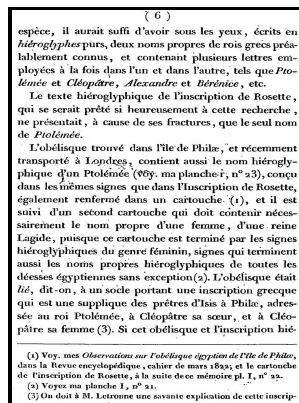 ( 6 )
espèce, il aurait suffi d'avoir sous les yeux, écrits en
hiéroglyphes purs, deux noms propres de rois grecs préa-
lablement connus, et contenant plusieurs lettres em-
ployées à la fois dans l'un et dans l'autre, tels que Pto-
lémée et Cléopâtre, Alexandre et Bérénice, etc.
Le texte hiéroglyphique de l'inscription de Rosette,
qui se serait prêté si heureusement à cette recherche,
ne présentait, à cause de ses fractures, que le seul nom
de Ptolémée.
L'obélisque trouvé dans l'île de Philæ, et récemment
transporté à Londres, contient aussi le nom hiérogly-
phique d'un Ptolémée (voy. ma planche I, n° 23), conçu
dans les mêmes signes que dans l'Inscription de Rosette,
également renfermé dans un cartouche (1), et il est
suivi d'un second cartouche qui doit contenir néces-
sairement le nom propre d'une femme, d'une reine
Lagide, puisque ce cartouche est terminé par les signes
hiéroglyphiques du genre féminin, signes qui terminent
aussi les noms propres hiéroglyphiques de toutes les
déesses égyptiennes sans exception (2). L'obélisque était
lié, dit-on, à un socle portant une inscription grecque
qui est une supplique des prêtres d'Isis à Philæ, adres-
sée au roi Ptolémée, à Cléopâtre sa sœur, et à Cléo-
pâtre sa femme (3). Si cet obélisque et l'inscription hié-
(1) Voy. mes Observations sur l'obélisque égyptien de l'île de Philæ,
dans la Revue encyclopédique, cahier de mars 1822; et le cartouche
de l'inscription de Rosette, à la suite de ce mémoire pl. I, n° 22.
(2) Voyez ma planche I, n° 21.
(3) On doit à M. Letronne une savante explication de cette inscrip-